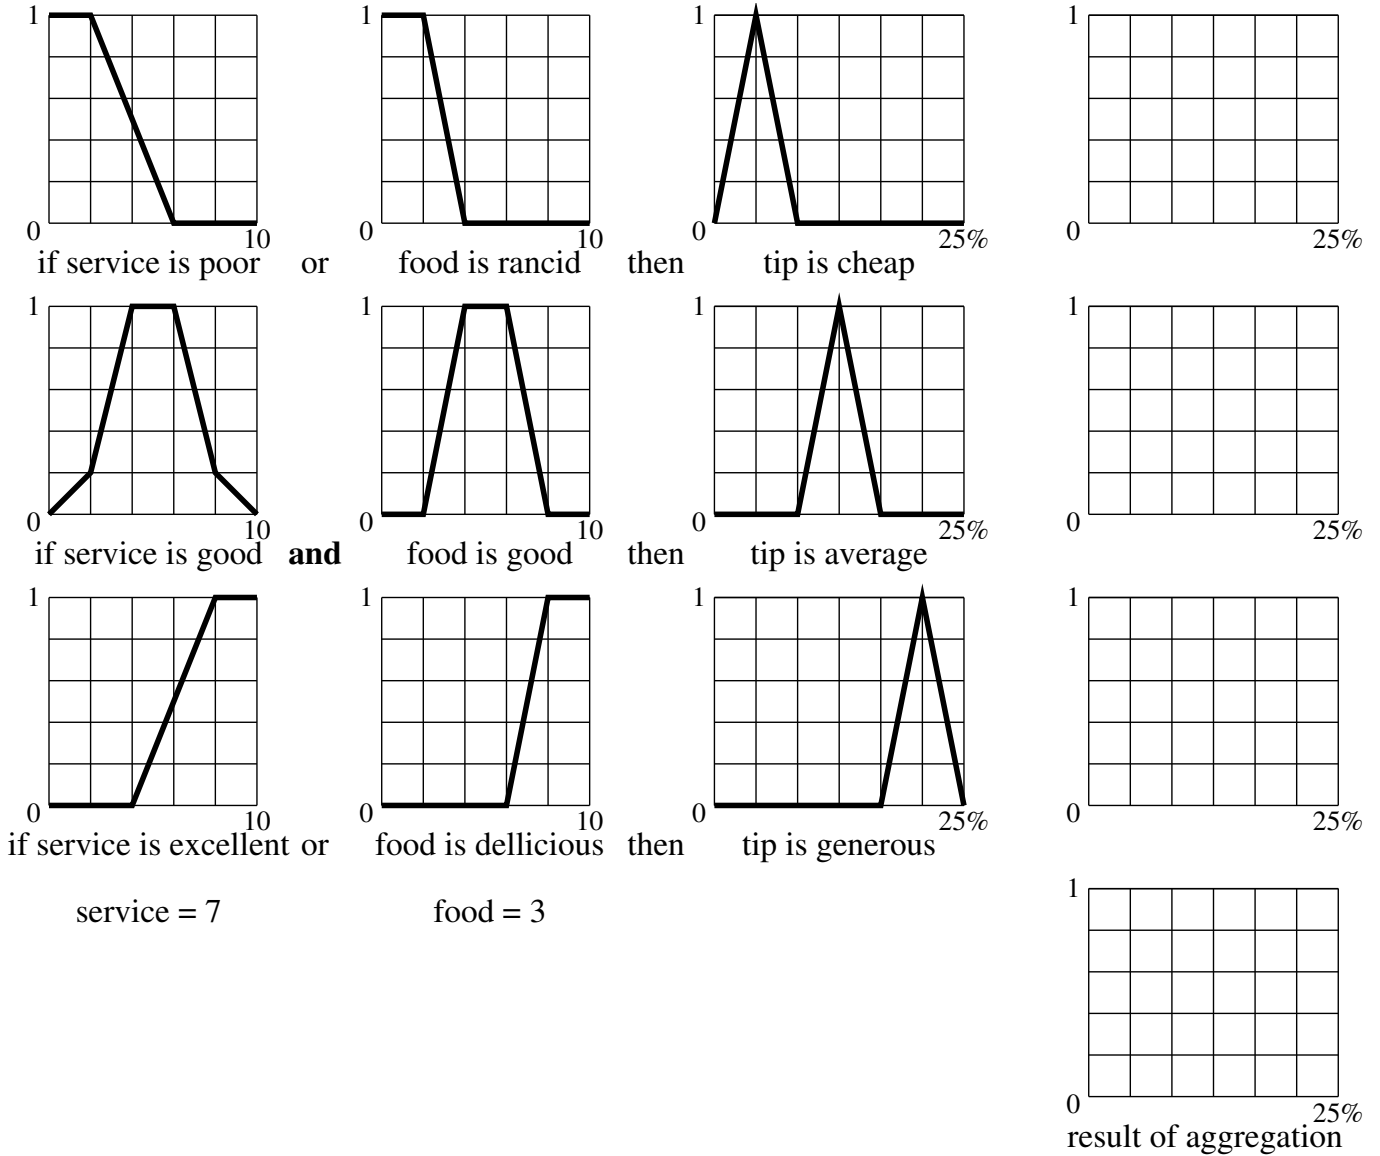 1 1 1 1
0 0 0 0
10 10 25% 25%
if service is poor or food is rancid then tip is cheap
1 1 1 1
0 0 0 0
10 10 25% 25%
if service is good and food is good then tip is average
1 1 1 1
0 0 0 0
10 10 25% 25%
if service is excellent or food is dellicious then tip is generous
1
service = 7 food = 3
0
25%
result of aggregation